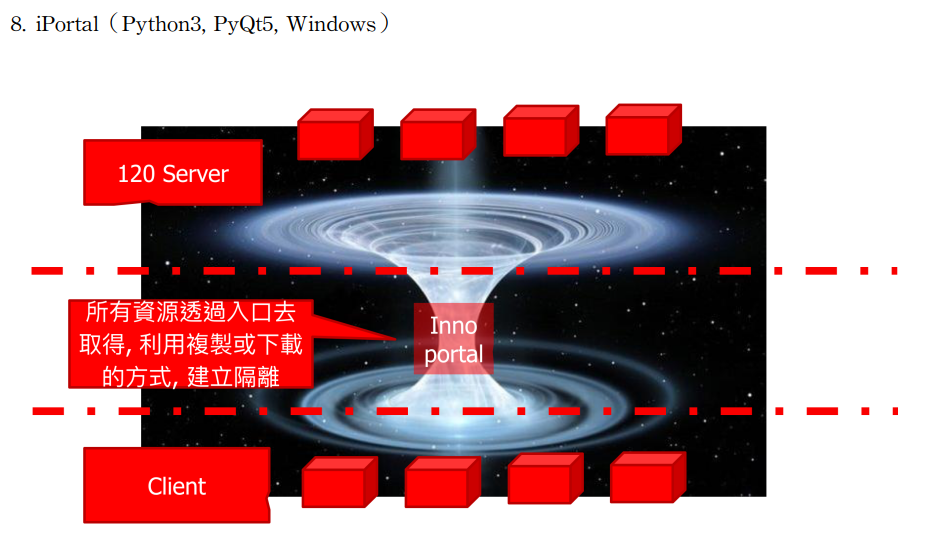 8. iPortal（Python3, PyQt5, Windows）
120 Server
所有資源透過入口去
取得, 利用複製或下載
的方式, 建立隔離
Inno
portal
Client